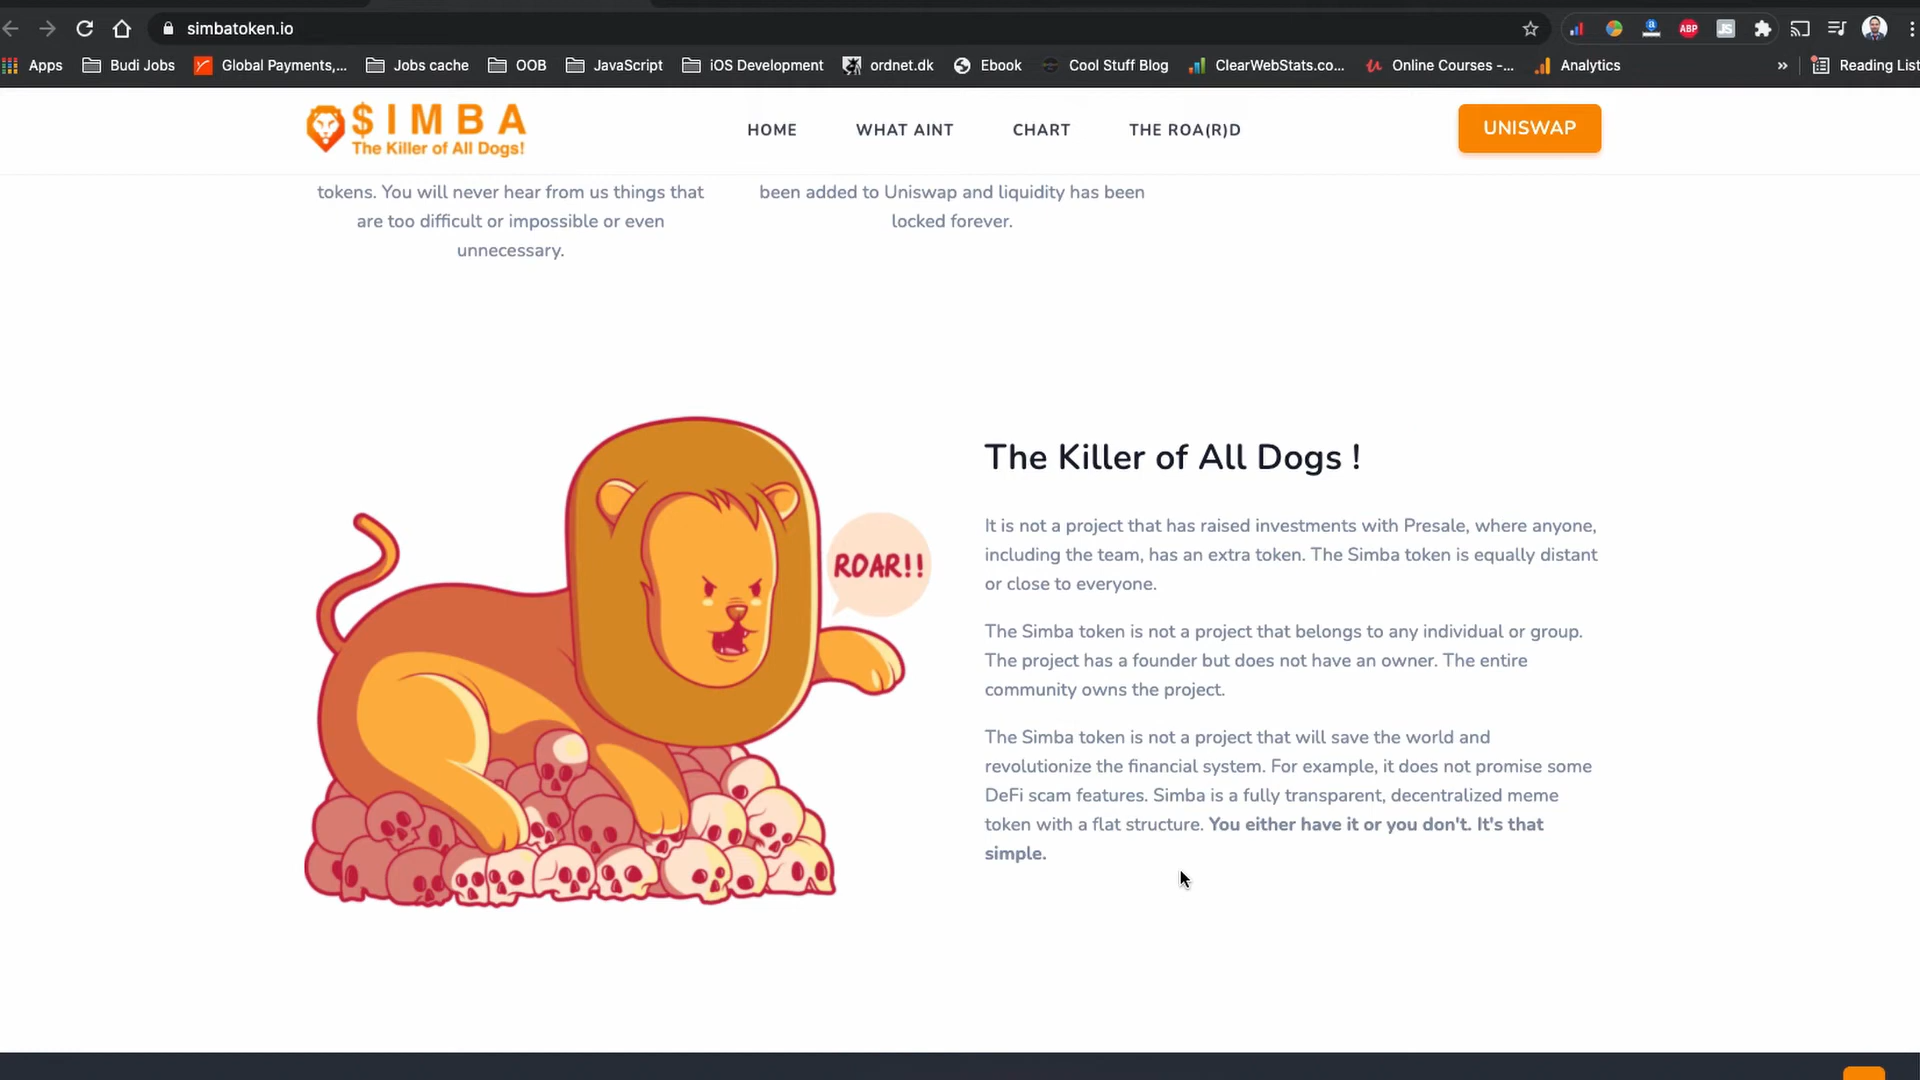 simbatoken.io
ABP
JS
Apps
Budi Jobs
Global Payments,...
Jobs cache
OOB
JavaScript
iOS Development
ordnet.dk
Ebook
Cool Stuff Blog
ClearWebStats.co...
Online Courses -...
Analytics
»
Reading List
$IMBA
The Killer of All Dogs!
HOME
WHAT AINT
CHART
THE ROA(R)D
UNISWAP
tokens. You will never hear from us things that
are too difficult or impossible or even
unnecessary.
been added to Uniswap and liquidity has been
locked forever.
ROAR!!
The Killer of All Dogs !
It is not a project that has raised investments with Presale, where anyone,
including the team, has an extra token. The Simba token is equally distant
or close to everyone.
The Simba token is not a project that belongs to any individual or group.
The project has a founder but does not have an owner. The entire
community owns the project.
The Simba token is not a project that will save the world and
revolutionize the financial system. For example, it does not promise some
DeFi scam features. Simba is a fully transparent, decentralized meme
token with a flat structure. You either have it or you don't. It's that
simple.